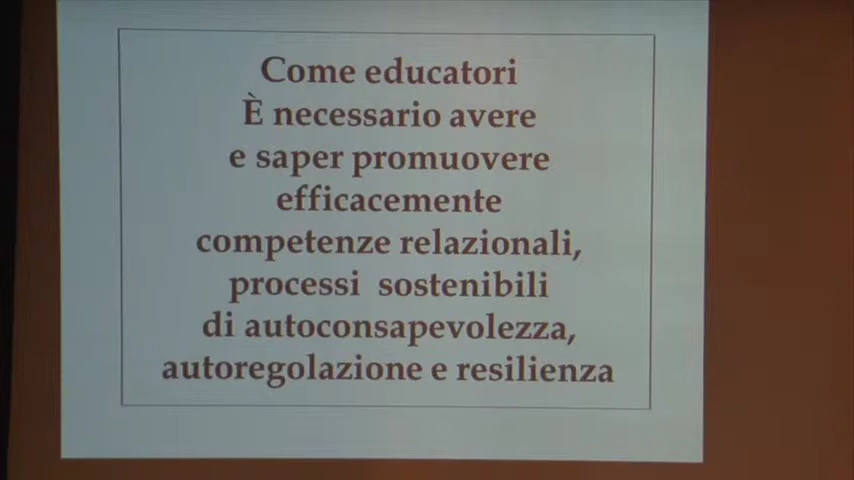 Come educatori
È necessario avere
e saper promuovere
efficacemente
competenze relazionali,
processi sostenibili
di autoconsapevolezza,
autoregolazione e resilienza